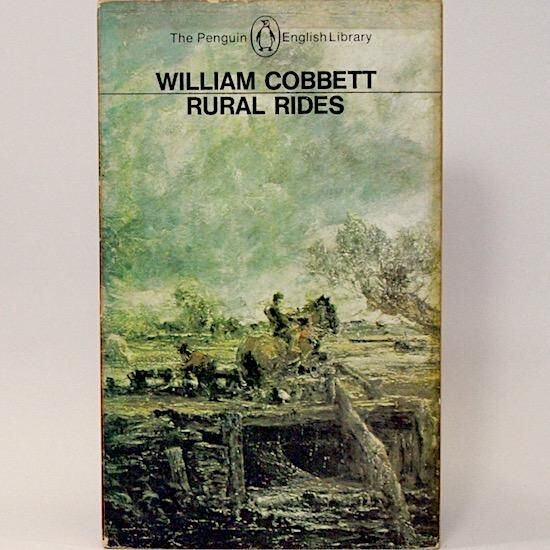 The Penguin English Library
WILLIAM COBBETT
RURAL RIDES